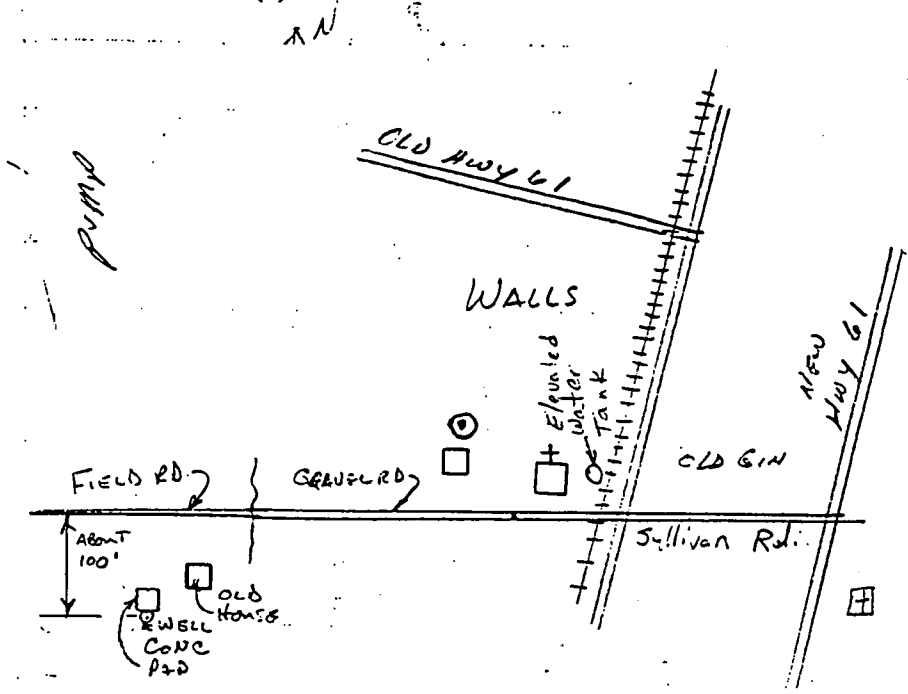 N
PUMP
OLD HWY 61
WALLS
NEW
HWY 61
Elevated
Water
Tank
OLD GIN
FIELD RD.
GRAVEL RD
Sullivan Rd.
ABOUT
100'
OLD
HOUSE
WELL
CONC
PAD